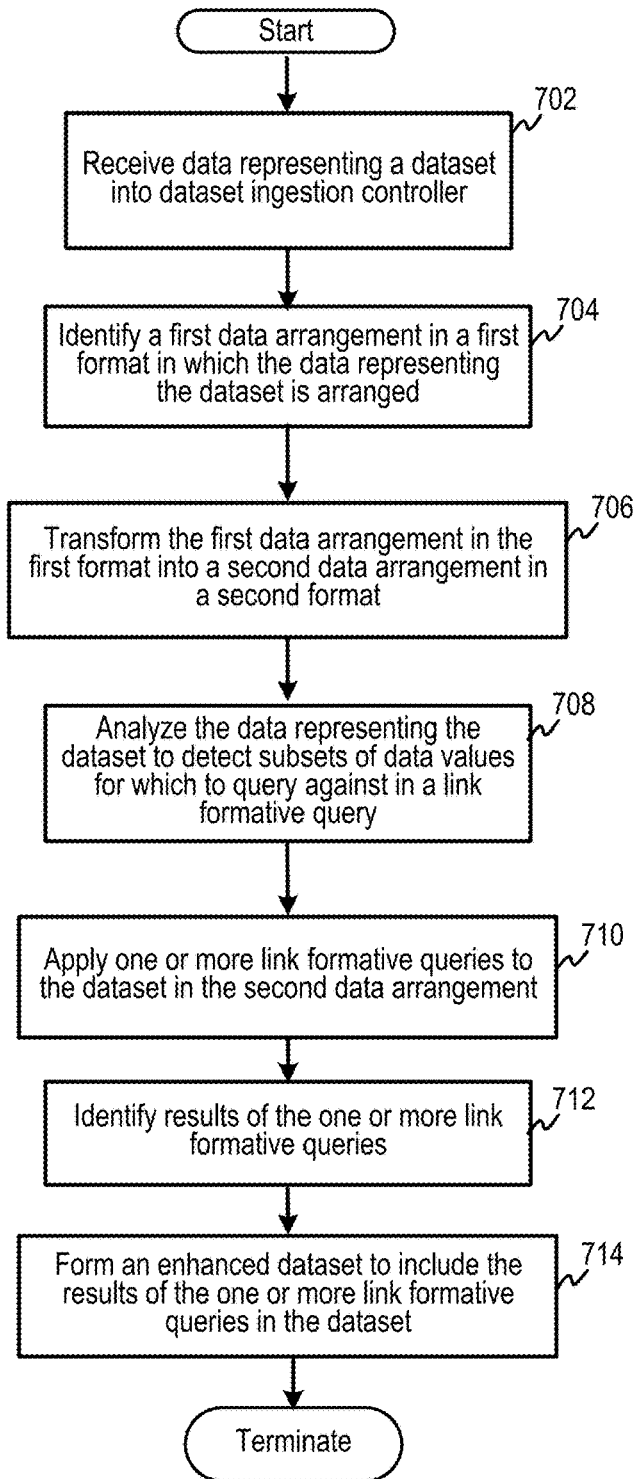 Start
702
Receive data representing a dataset
into dataset ingestion controller
704
Identify a first data arrangement in a first
format in which the data representing
the dataset is arranged
706
Transform the first data arrangement in the
first format into a second data arrangement in
a second format
708
Analyze the data representing the
dataset to detect subsets of data values
for which to query against in a link
formative query
710
Apply one or more link formative queries to
the dataset in the second data arrangement
712
Identify results of the one or more link
formative queries
714
Form an enhanced dataset to include the
results of the one or more link formative
queries in the dataset
Terminate